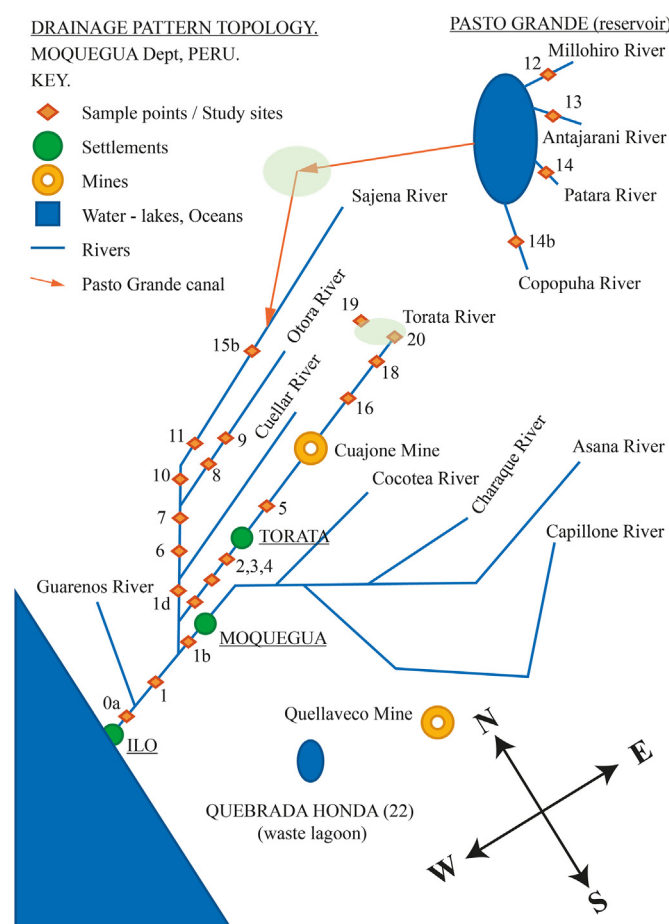 DRAINAGE PATTERN TOPOLOGY.
MOQUEGUA Dept, PERU.
KEY.
Sample points / Study sites
Settlements
Mines
Water - lakes, Oceans
Rivers
Pasto Grande canal
PASTO GRANDE (reservoir)
Millohiro River
12
13
Antajarani River
14
Patara River
14b
Copopuha River
Sajena River
Otora River
19
Torata River
20
15b
18
Cuellar River
16
11
9
8
Cuajone Mine
10
Cocotea River
Charaque River
Asana River
7
5
Capillone River
6
TORATA
2,3,4
Guarenos River
1d
MOQUEGUA
1b
1
0a
ILO
Quellaveco Mine
QUEBRADA HONDA (22)
(waste lagoon)
N
E
W
S